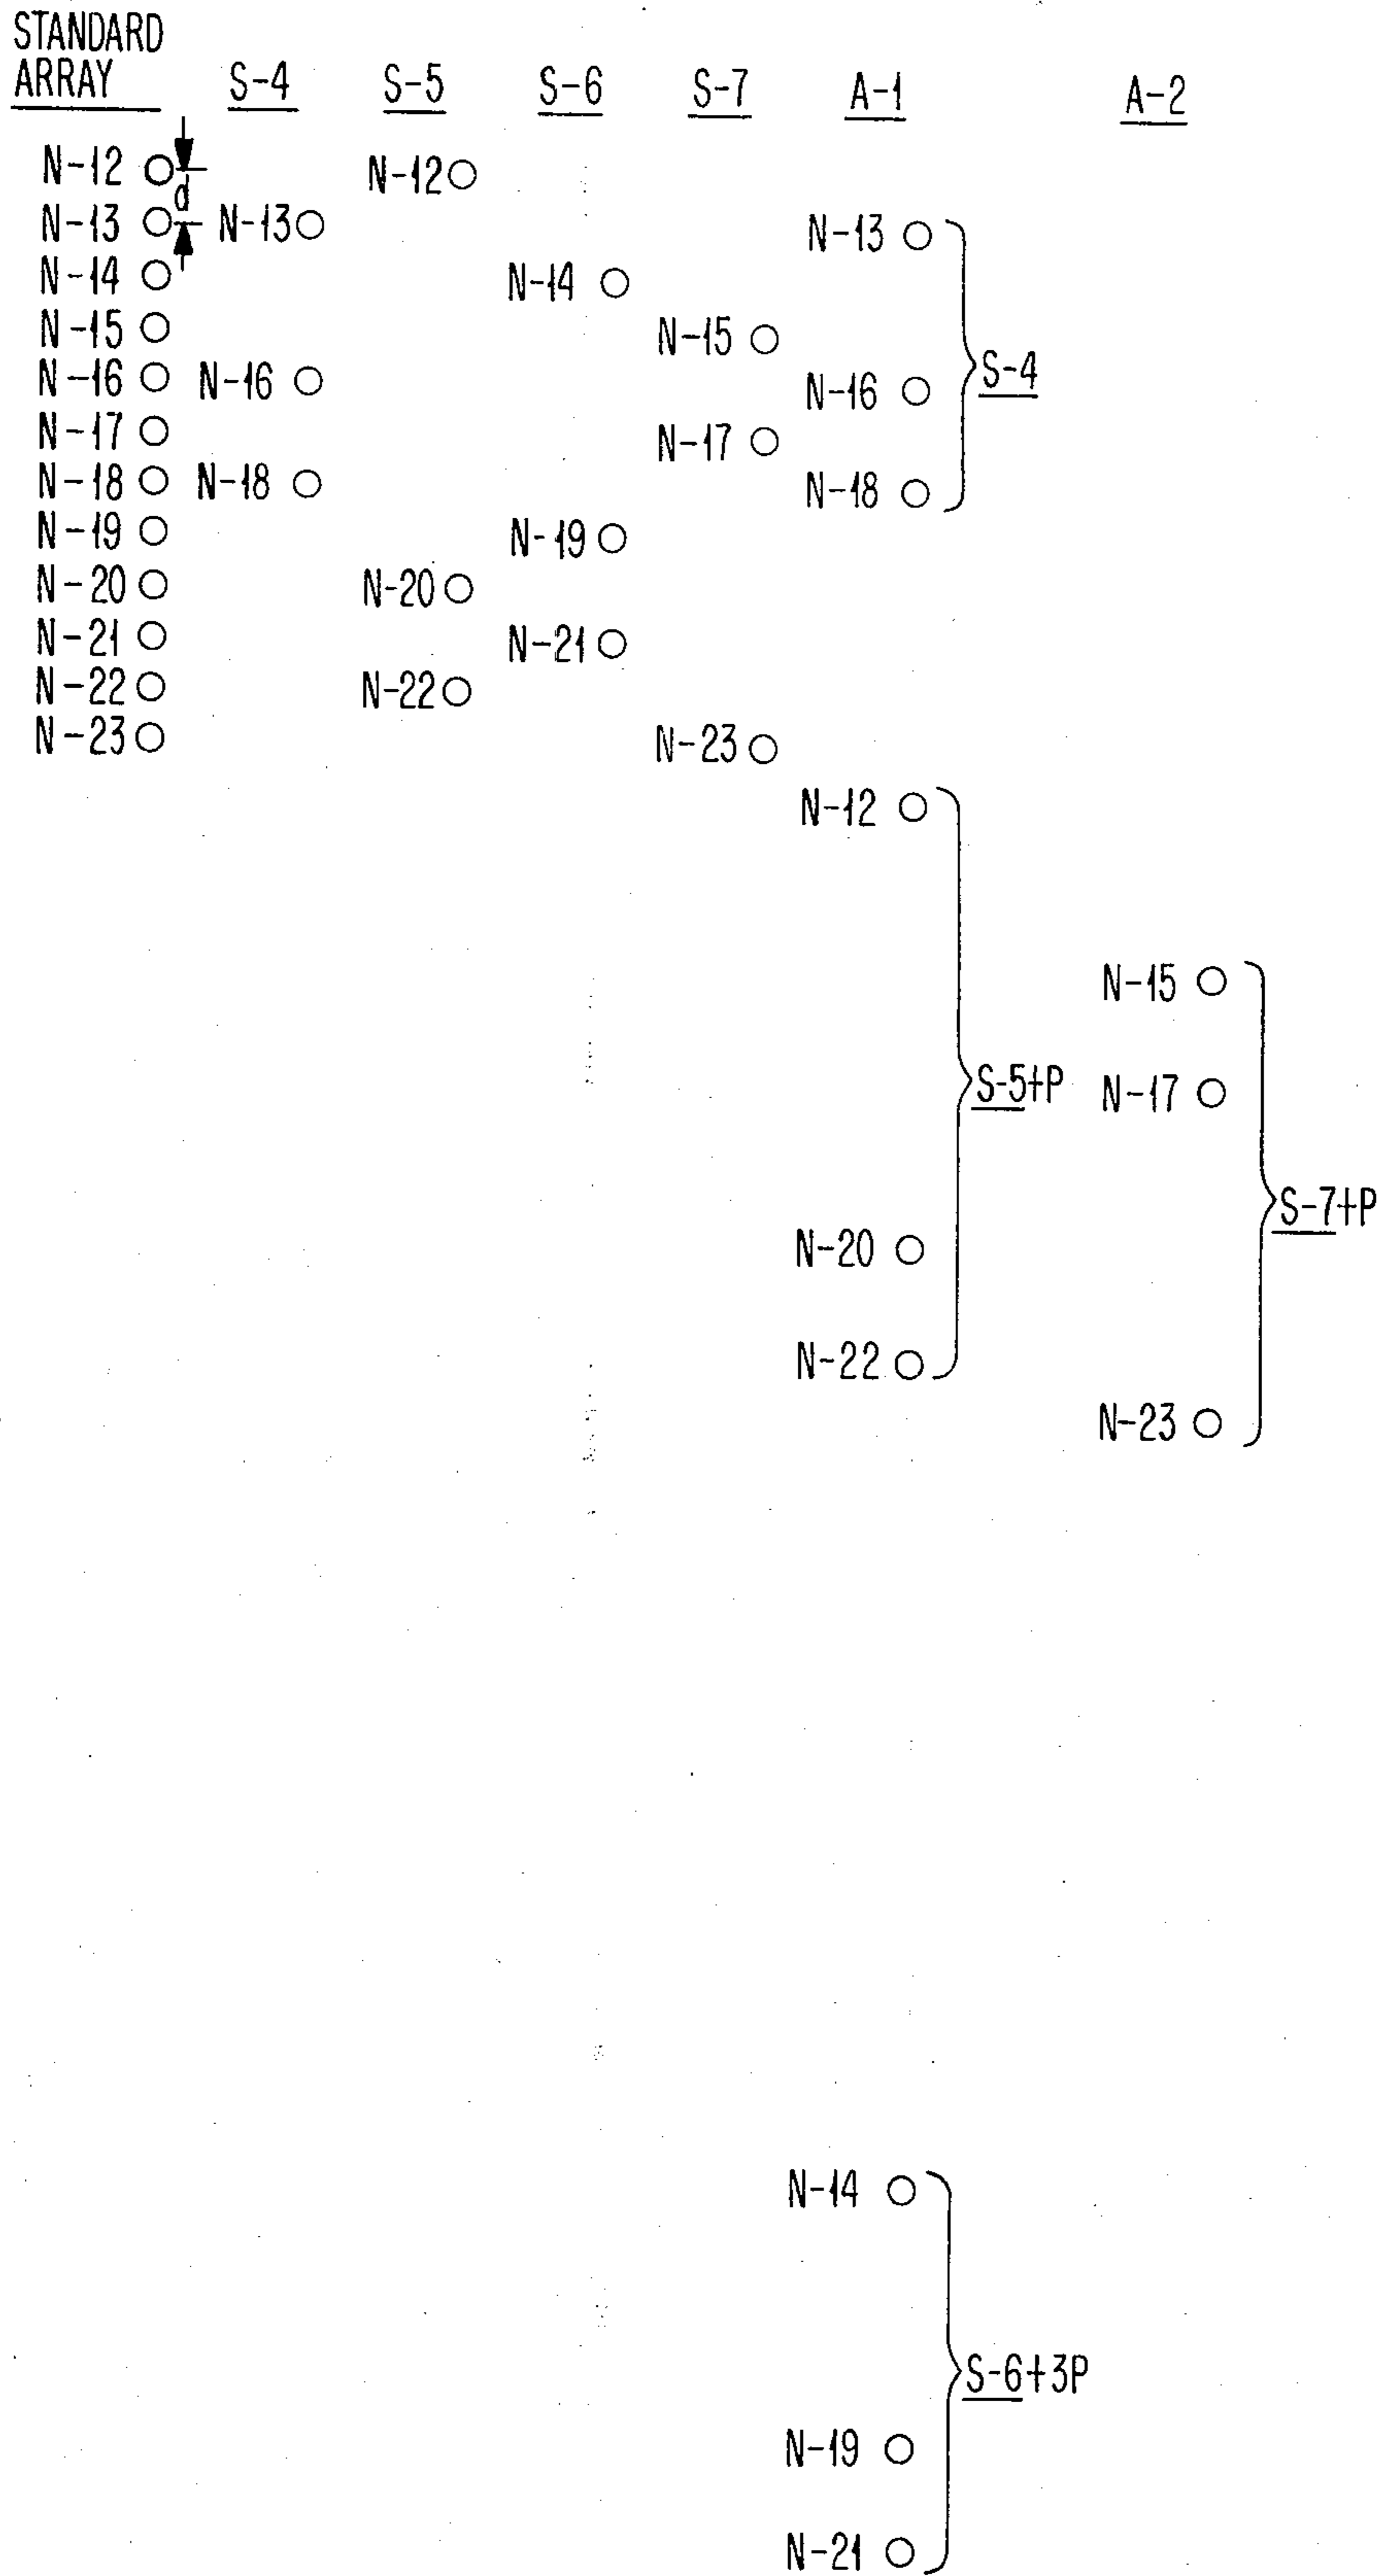 STANDARD
ARRAY S-4 S-5 S-6 S-7 A-1 A-2
N-12 N-12
d
N-13 N-13 N-13
N-14 N-14
N-15 N-15
N-16 N-16 N-16 S-4
N-17 N-17
N-18 N-18 N-18
N-19 N-19
N-20 N-20
N-21 N-21
N-22 N-22
N-23 N-23
N-12
N-15
S-5+P N-17
S-7+P
N-20
N-22
N-23
N-14
S-6+3P
N-19
N-21